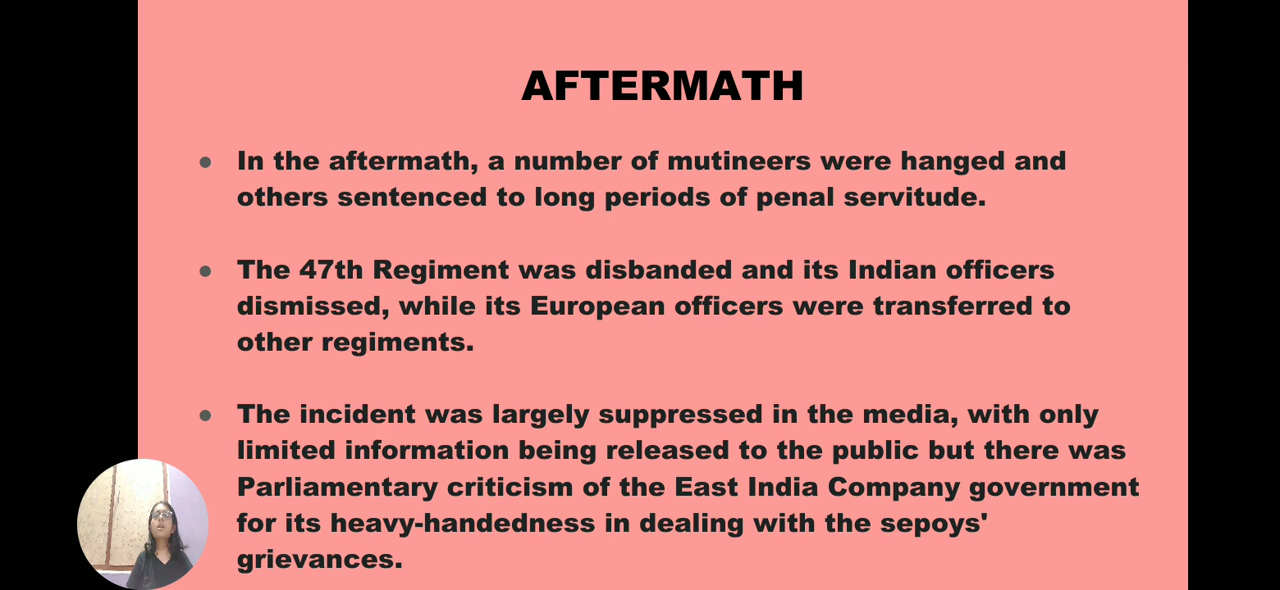 AFTERMATH
● In the aftermath, a number of mutineers were hanged and
others sentenced to long periods of penal servitude.
● The 47th Regiment was disbanded and its Indian officers
dismissed, while its European officers were transferred to
other regiments.
● The incident was largely suppressed in the media, with only
limited information being released to the public but there was
Parliamentary criticism of the East India Company government
for its heavy-handedness in dealing with the sepoys'
grievances.